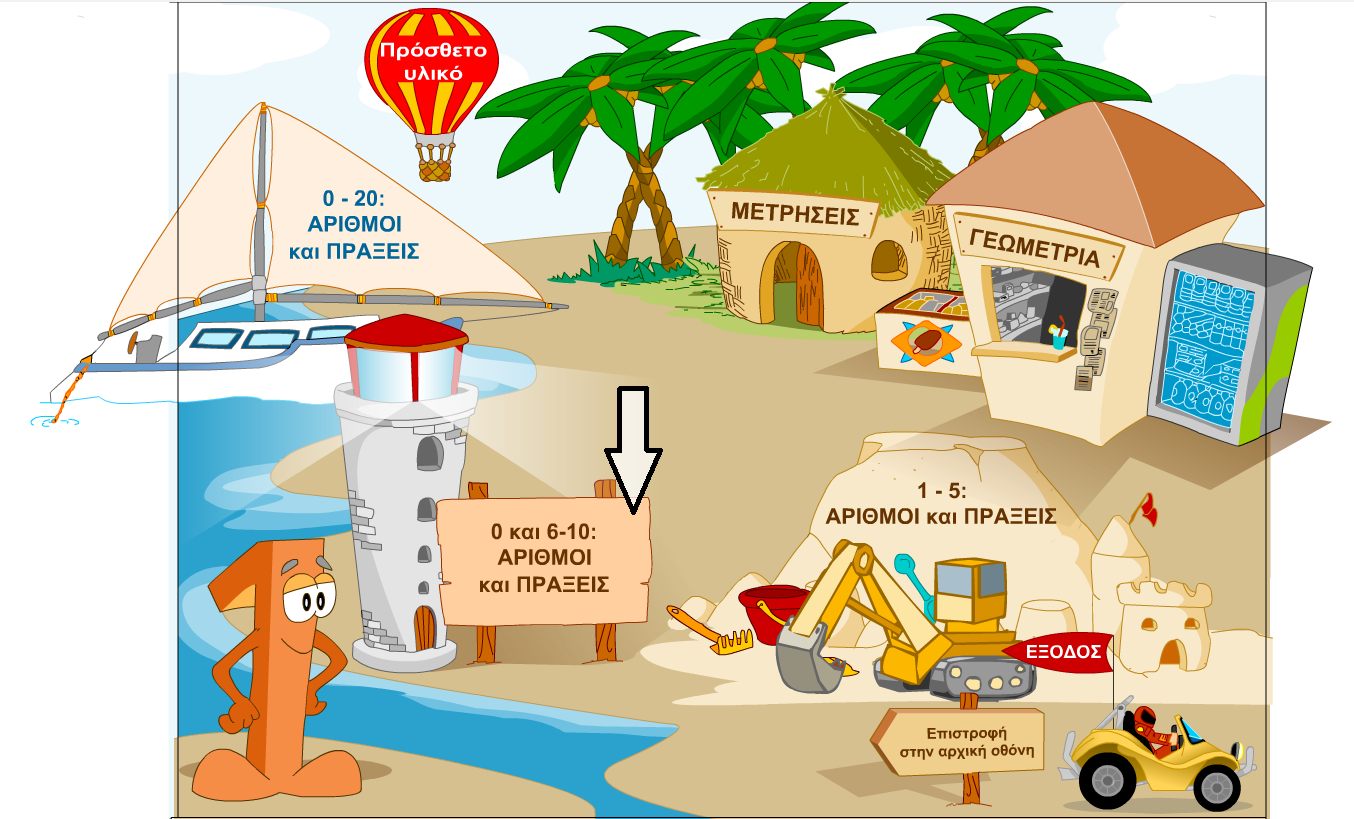 Πρόσθετο
υλικό
0 - 20:
ΑΡΙΘΜΟΙ
και ΠΡΑΞΕΙΣ
ΜΕΤΡΗΣΕΙΣ
ΓΕΩΜΕΤΡΙΑ
0 και 6-10:
ΑΡΙΘΜΟΙ
και ΠΡΑΞΕΙΣ
1 - 5:
ΑΡΙΘΜΟΙ και ΠΡΑΞΕΙΣ
ΕΞΟΔΟΣ
Επιστροφή
στην αρχική οθόνη